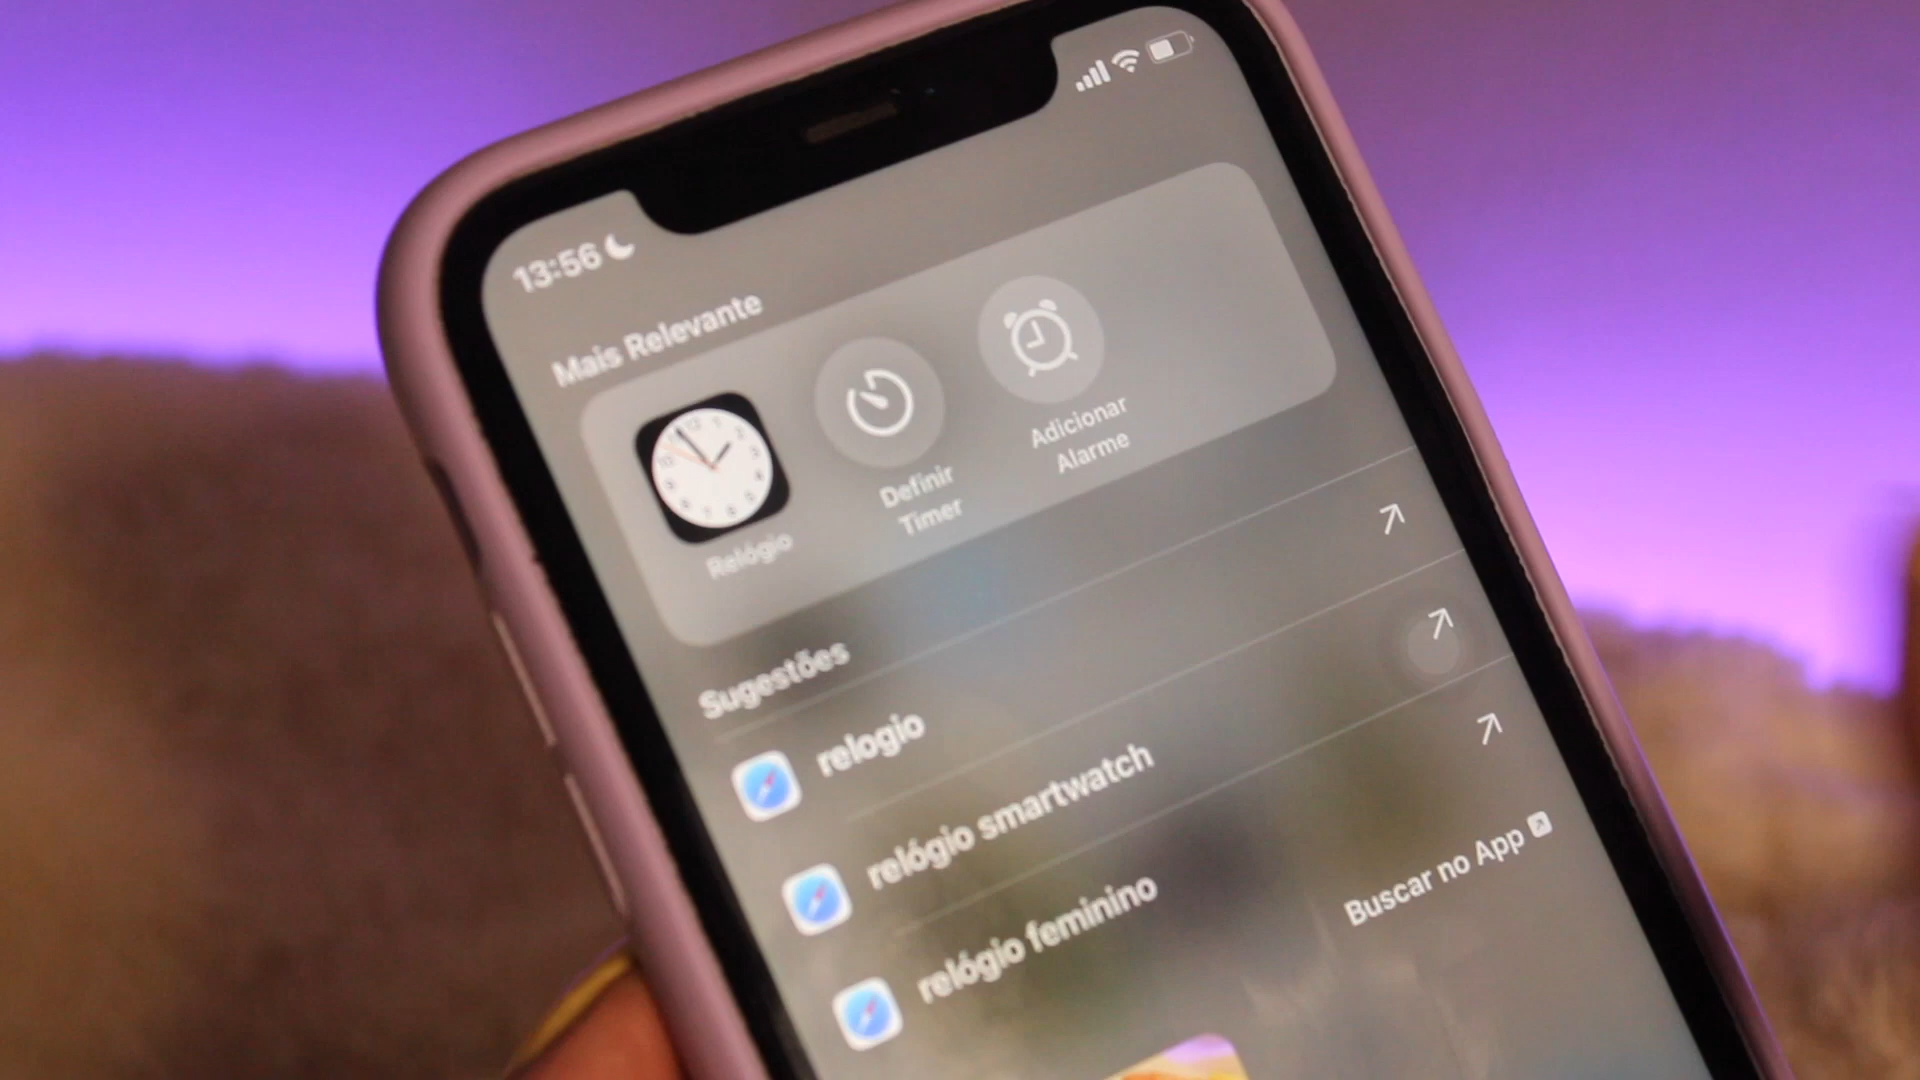 13:56
Mais Relevante
Relógio
Definir
Timer
Adicionar
Alarme
Sugestões
relogio
relógio smartwatch
relógio feminino
Buscar no App